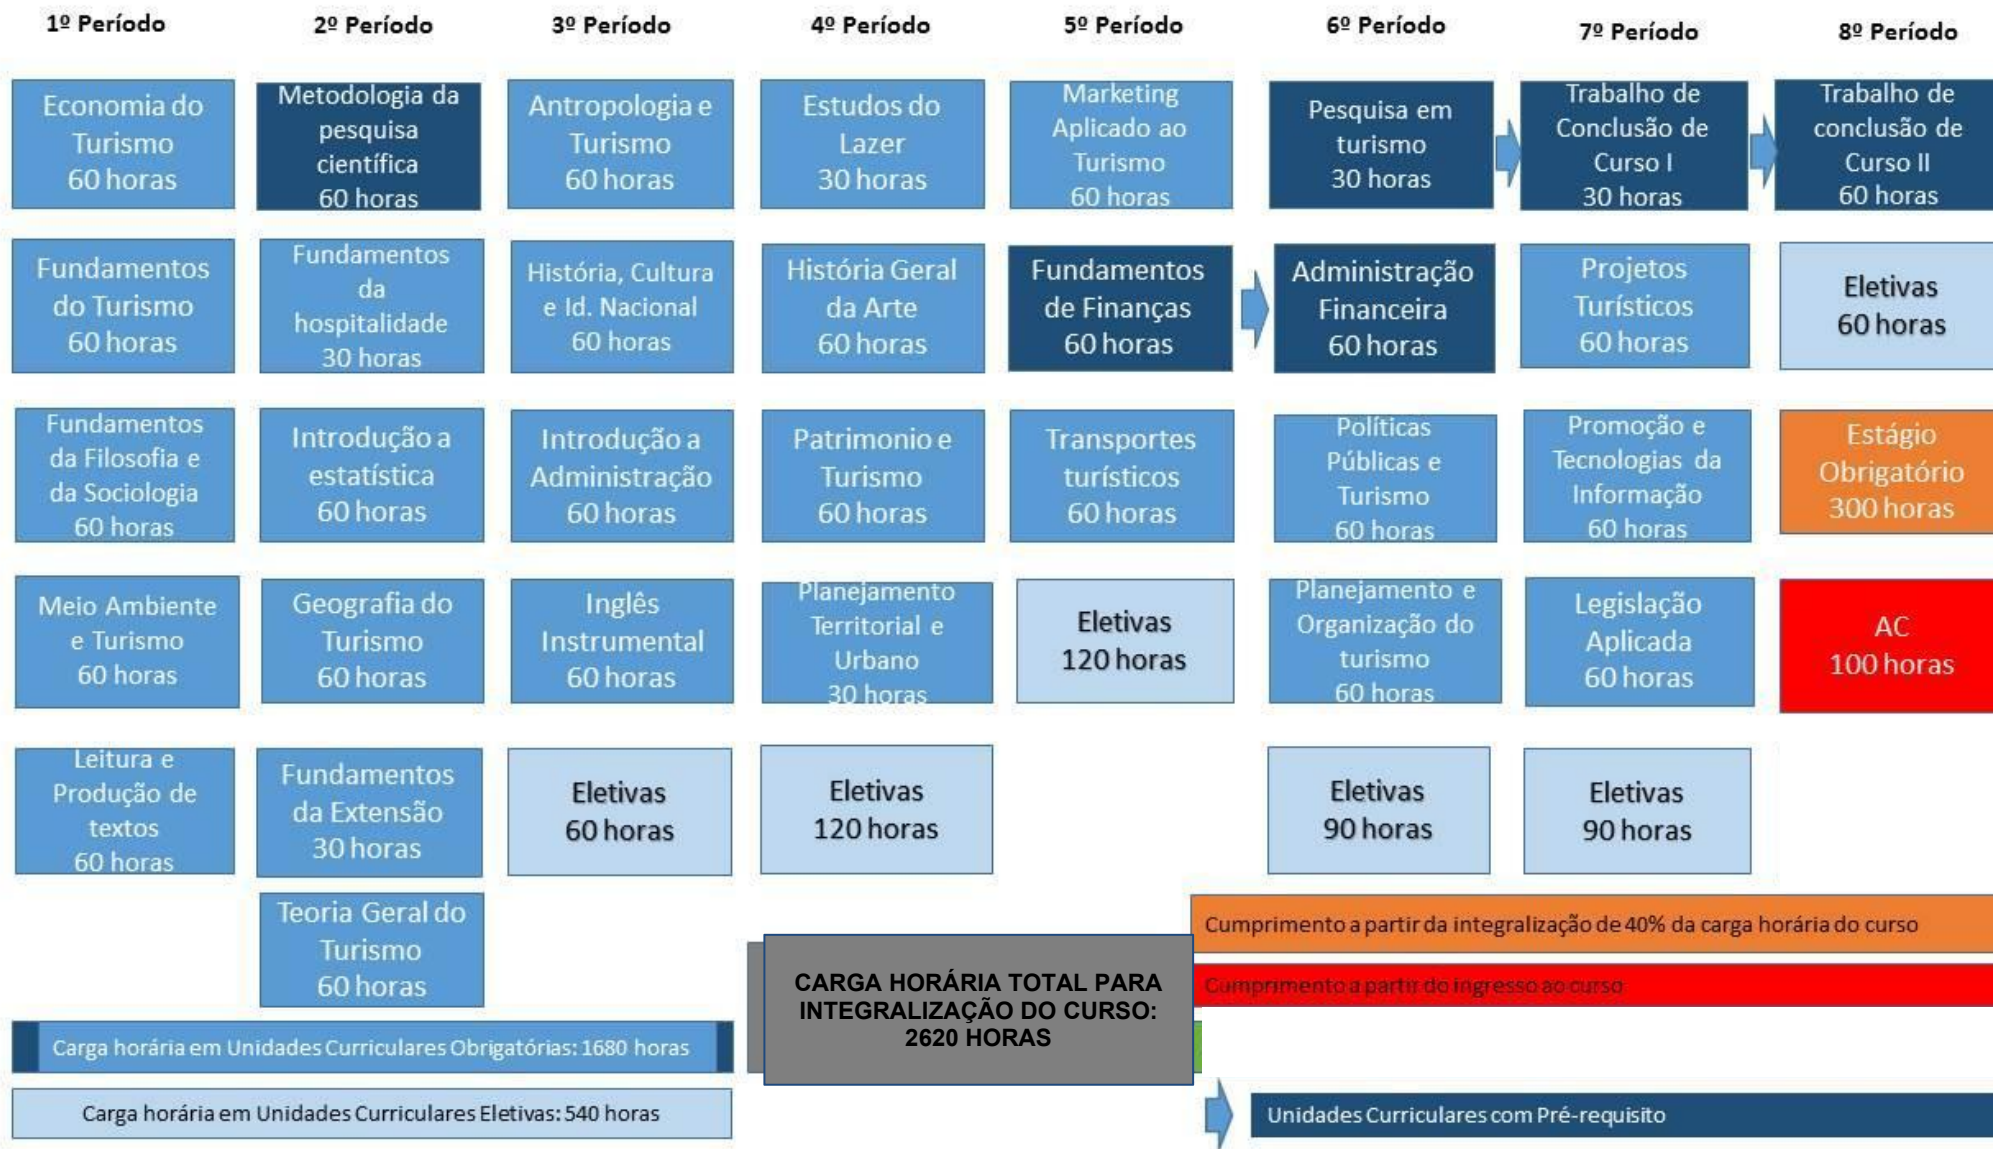 1º Período
2º Período
3º Período
4º Período
5º Período
6º Período
7º Período
8º Período
Economia do
Turismo
60 horas
Metodologia da
pesquisa
científica
60 horas
Antropologia e
Turismo
60 horas
Estudos do
Lazer
30 horas
Marketing
Aplicado ao
Turismo
60 horas
Pesquisa em
turismo
30 horas
Trabalho de
Conclusão de
Curso I
30 horas
Trabalho de
conclusão de
Curso II
60 horas
Fundamentos
do Turismo
60 horas
Fundamentos
da
hospitalidade
30 horas
História, Cultura
e Id. Nacional
60 horas
História Geral
da Arte
60 horas
Fundamentos
de Finanças
60 horas
Administração
Financeira
60 horas
Projetos
Turísticos
60 horas
Eletivas
60 horas
Fundamentos
da Filosofia e
da Sociologia
60 horas
Introdução a
estatística
60 horas
Introdução a
Administração
60 horas
Patrimonio e
Turismo
60 horas
Transportes
turísticos
60 horas
Políticas
Públicas e
Turismo
60 horas
Promoção e
Tecnologias da
Informação
60 horas
Estágio
Obrigatório
300 horas
Meio Ambiente
e Turismo
60 horas
Geografia do
Turismo
60 horas
Inglês
Instrumental
60 horas
Planejamento
Territorial e
Urbano
30 horas
Eletivas
120 horas
Planejamento e
Organização do
turismo
60 horas
Legislação
Aplicada
60 horas
AC
100 horas
Leitura e
Produção de
textos
60 horas
Fundamentos
da Extensão
30 horas
Eletivas
60 horas
Eletivas
120 horas
Eletivas
90 horas
Eletivas
90 horas
Teoria Geral do
Turismo
60 horas
Cumprimento a partir da integralização de 40% da carga horária do curso
CARGA HORÁRIA TOTAL PARA
INTEGRALIZAÇÃO DO CURSO:
2620 HORAS
Cumprimento a partir do ingresso ao curso
Carga horária em Unidades Curriculares Obrigatórias: 1680 horas
Carga horária em Unidades Curriculares Eletivas: 540 horas
Unidades Curriculares com Pré-requisito